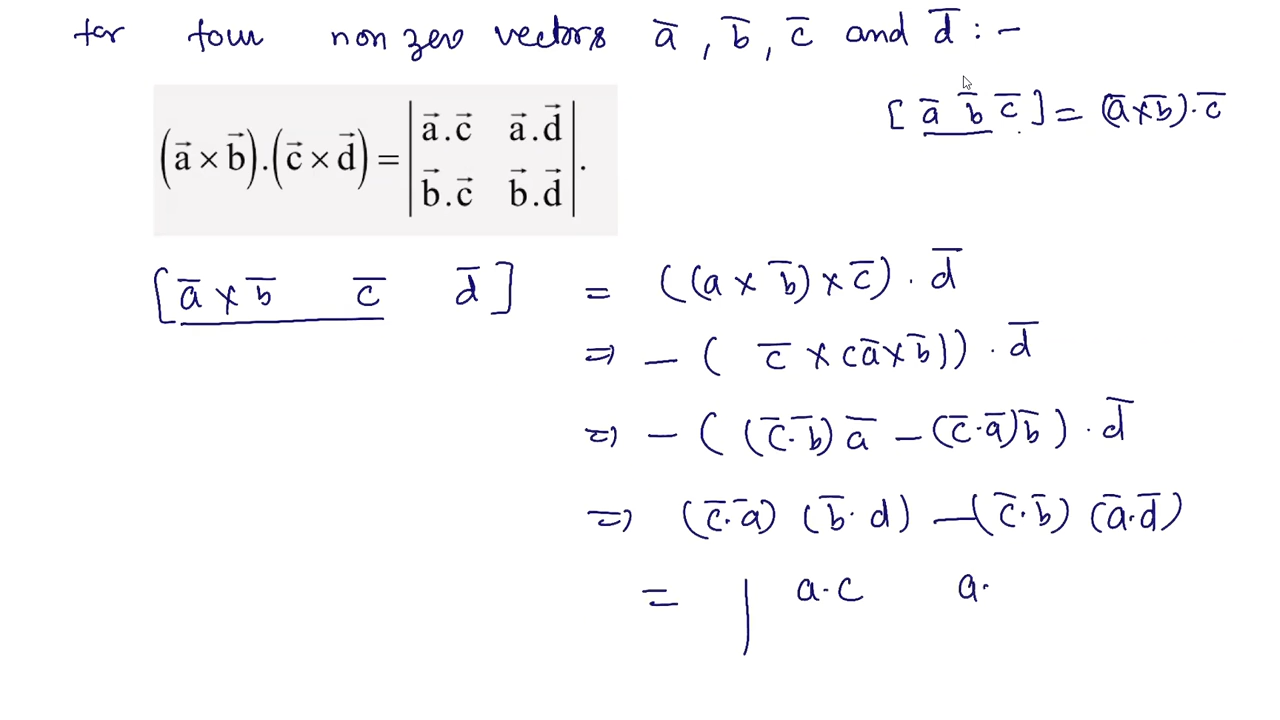 for four non zero vectors a̅ , b̅ , c̅ and d̅ : –
[ a̅ b̅ c̅ ] = (a̅×b̅).c̅
(a⃗ × b⃗).(c⃗ × d⃗) = | a⃗.c⃗ a⃗.d⃗ |
| b⃗.c⃗ b⃗.d⃗ | .
[ a̅ × b̅ c̅ d̅ ] = ((a × b̅) × c̅) . d̅
⇒ – ( c̅ × (a̅×b̅)) . d̅
⇒ – ( (c̅.b̅) a̅ – (c̅.a̅) b̅ ) . d̅
⇒ (c̅.a̅) (b̅. d) – (c̅.b̅) (a̅.d̅)
= | a.c a.